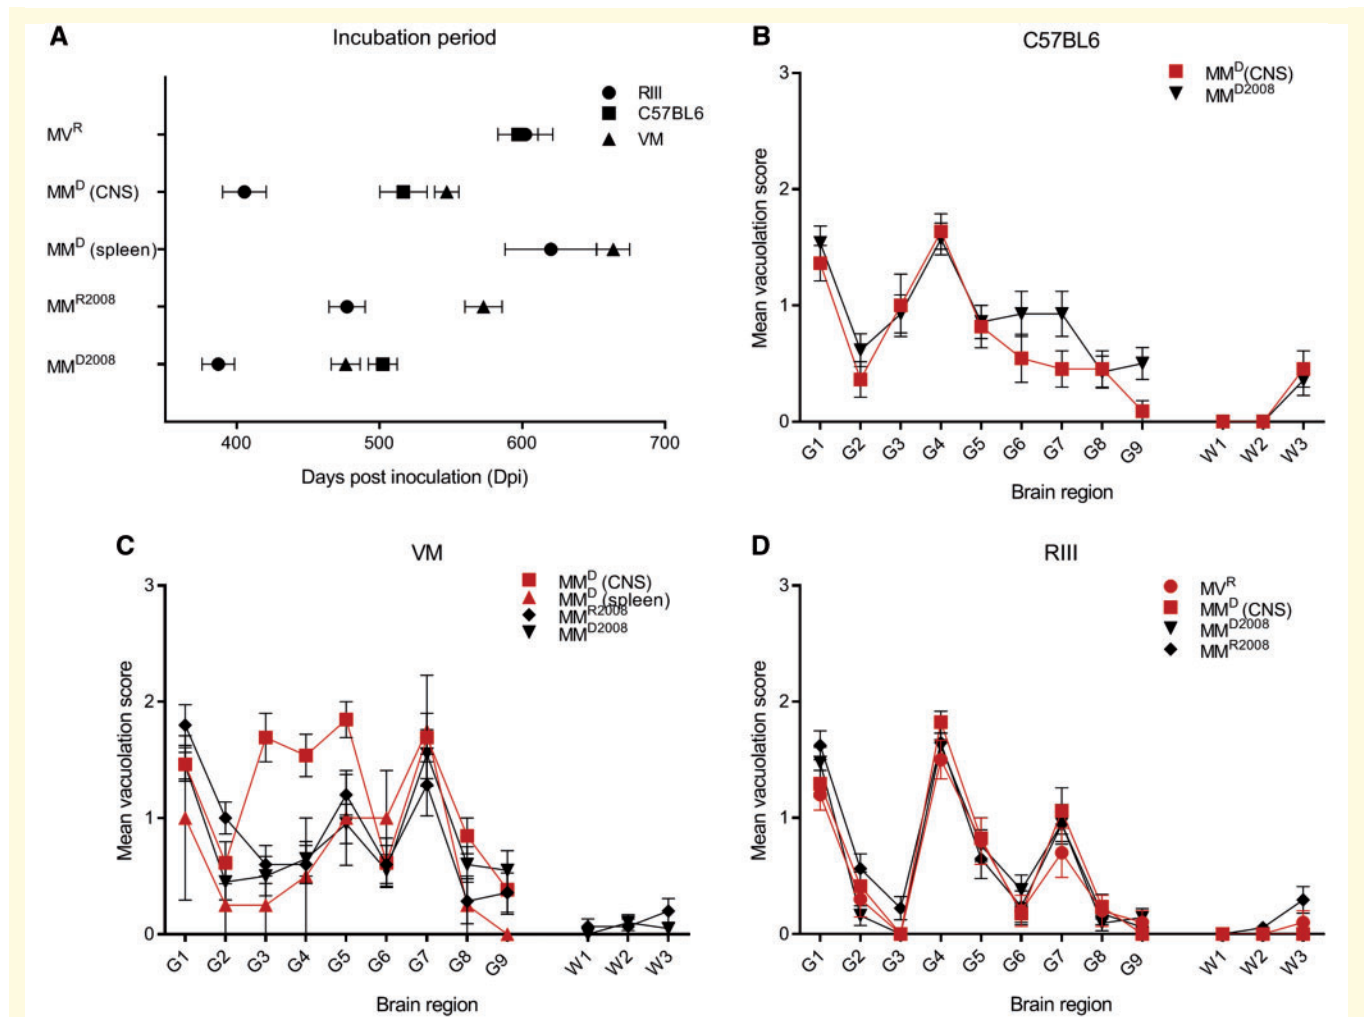 A
Incubation period
RIII
C57BL6
VM
MV^R
MM^D (CNS)
MM^D (spleen)
MM^R2008
MM^D2008
400 500 600 700
Days post inoculation (Dpi)
B
C57BL6
MM^D(CNS)
MM^D2008
Mean vacuolation score
3
2
1
0
G1 G2 G3 G4 G5 G6 G7 G8 G9 W1 W2 W3
Brain region
C
VM
MM^D (CNS)
MM^D (spleen)
MM^R2008
MM^D2008
Mean vacuolation score
3
2
1
0
G1 G2 G3 G4 G5 G6 G7 G8 G9 W1 W2 W3
Brain region
D
RIII
MV^R
MM^D (CNS)
MM^D2008
MM^R2008
Mean vacuolation score
3
2
1
0
G1 G2 G3 G4 G5 G6 G7 G8 G9 W1 W2 W3
Brain region